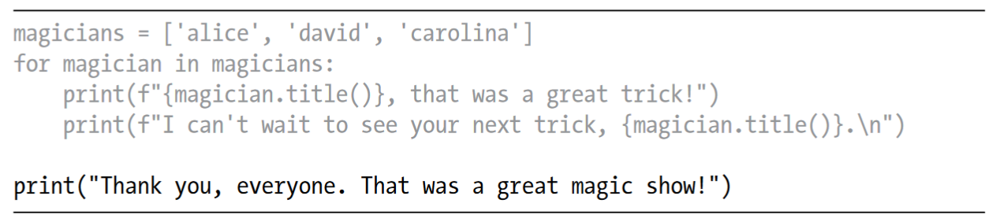 magicians = ['alice', 'david', 'carolina']
for magician in magicians:
    print(f"{magician.title()}, that was a great trick!")
    print(f"I can't wait to see your next trick, {magician.title()}.\n")

print("Thank you, everyone. That was a great magic show!")